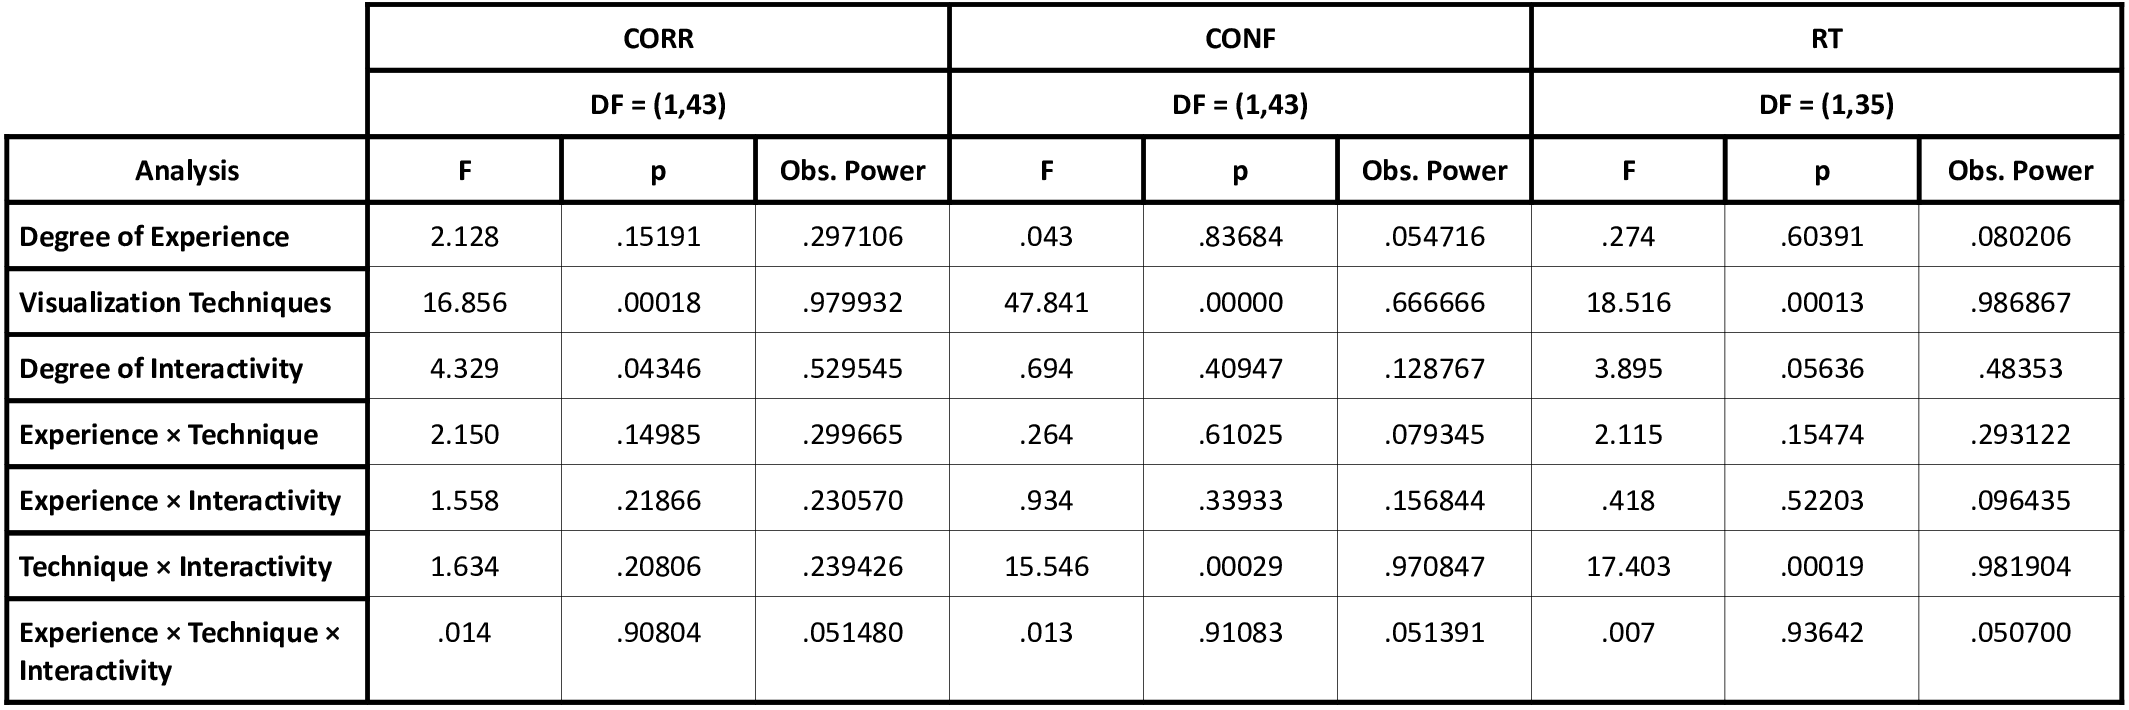 CORR CONF RT
DF = (1,43) DF = (1,43) DF = (1,35)
Analysis F p Obs. Power F p Obs. Power F p Obs. Power
Degree of Experience 2.128 .15191 .297106 .043 .83684 .054716 .274 .60391 .080206
Visualization Techniques 16.856 .00018 .979932 47.841 .00000 .666666 18.516 .00013 .986867
Degree of Interactivity 4.329 .04346 .529545 .694 .40947 .128767 3.895 .05636 .48353
Experience × Technique 2.150 .14985 .299665 .264 .61025 .079345 2.115 .15474 .293122
Experience × Interactivity 1.558 .21866 .230570 .934 .33933 .156844 .418 .52203 .096435
Technique × Interactivity 1.634 .20806 .239426 15.546 .00029 .970847 17.403 .00019 .981904
Experience × Technique × .014 .90804 .051480 .013 .91083 .051391 .007 .93642 .050700
Interactivity